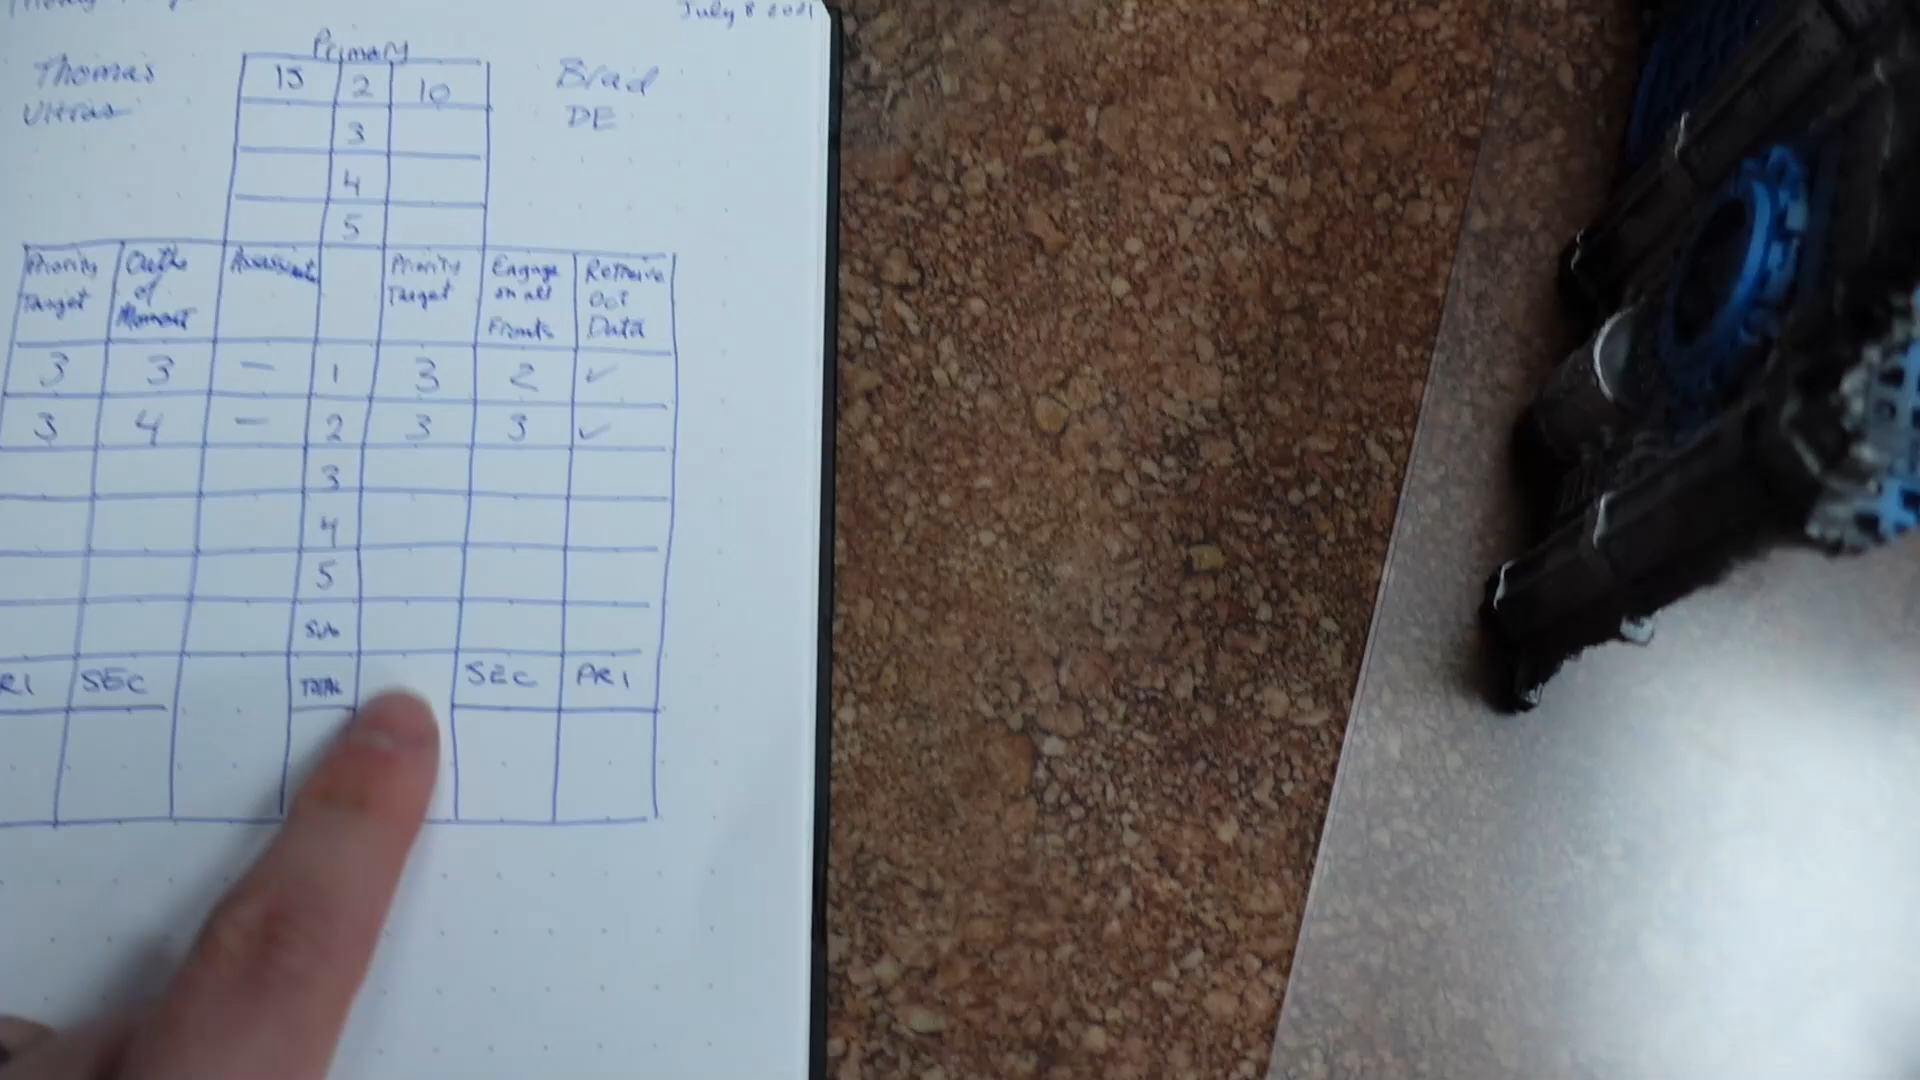 July 8 2021
Primary
Thomas
Ultras
15 2 10
Brad
DE
3
4
5
Priority Target
Oaths of Moment
Assassinate
Priority Target
Engage on all Fronts
Retrieve Oct Data
3 3 - 1 3 2 ✓
3 4 - 2 3 3 ✓
3
4
5
Sub
RI SEC TOTAL SEC PRI